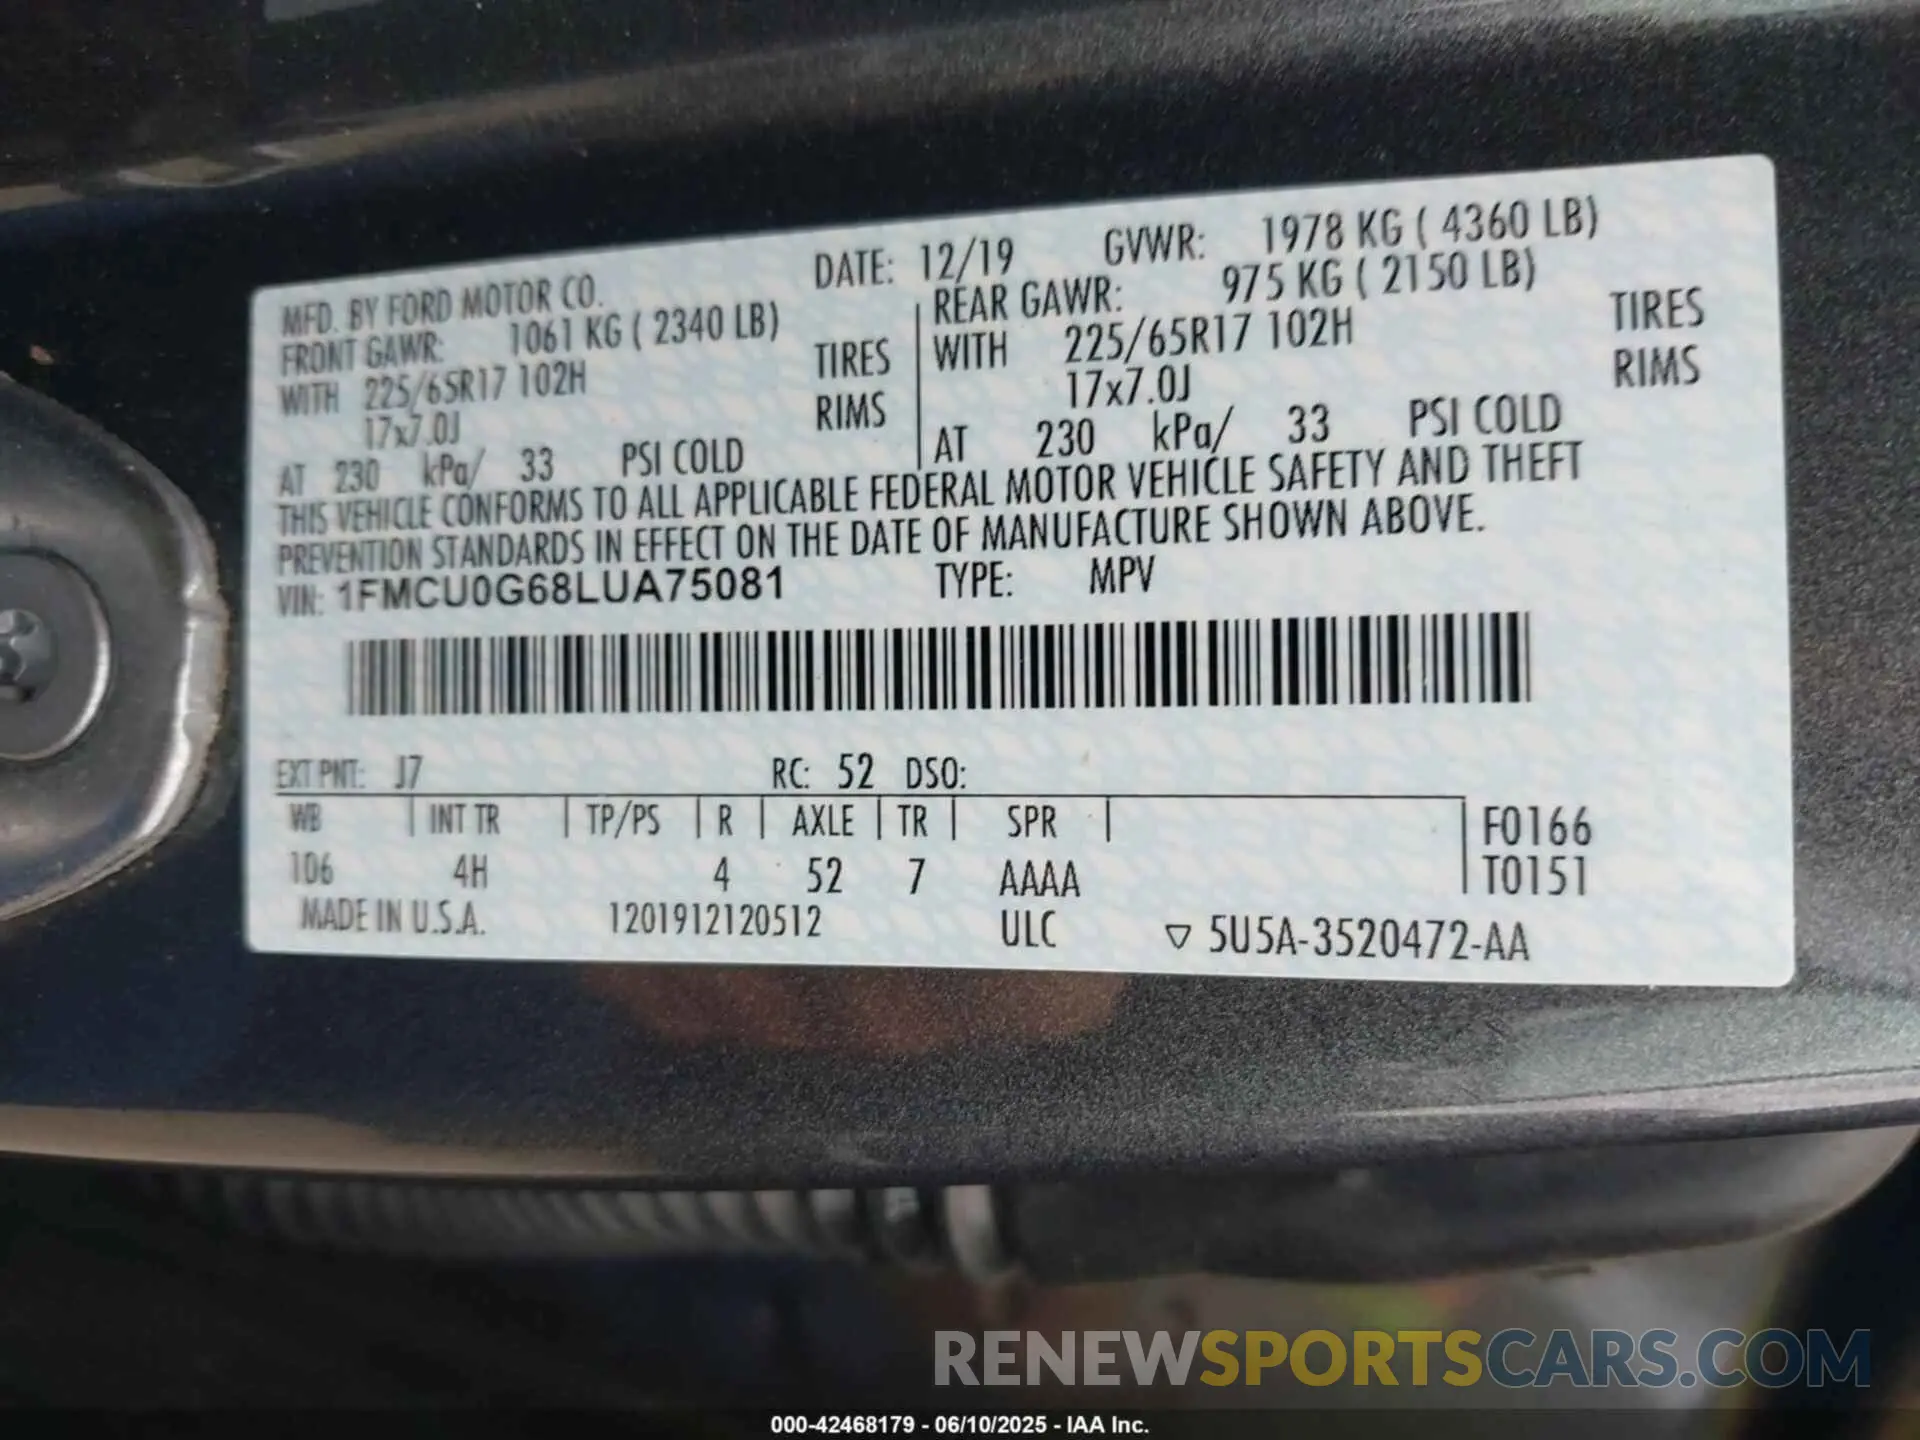 MFD. BY FORD MOTOR CO. DATE: 12/19 GVWR: 1978 KG ( 4360 LB)
FRONT GAWR: 1061 KG ( 2340 LB) REAR GAWR: 975 KG ( 2150 LB)
WITH 225/65R17 102H TIRES WITH 225/65R17 102H TIRES
17x7.0J RIMS 17x7.0J RIMS
AT 230 kPa/ 33 PSI COLD AT 230 kPa/ 33 PSI COLD
THIS VEHICLE CONFORMS TO ALL APPLICABLE FEDERAL MOTOR VEHICLE SAFETY AND THEFT
PREVENTION STANDARDS IN EFFECT ON THE DATE OF MANUFACTURE SHOWN ABOVE.
VIN: 1FMCU0G68LUA75081 TYPE: MPV
EXT PNT: J7 RC: 52 DSO:
WB INT TR TP/PS R AXLE TR SPR F0166
106 4H 4 52 7 AAAA T0151
MADE IN U.S.A. 1201912120512 ULC ▽ 5U5A-3520472-AA
RENEWSPORTSCARS.COM
000-42468179 - 06/10/2025 - IAA Inc.